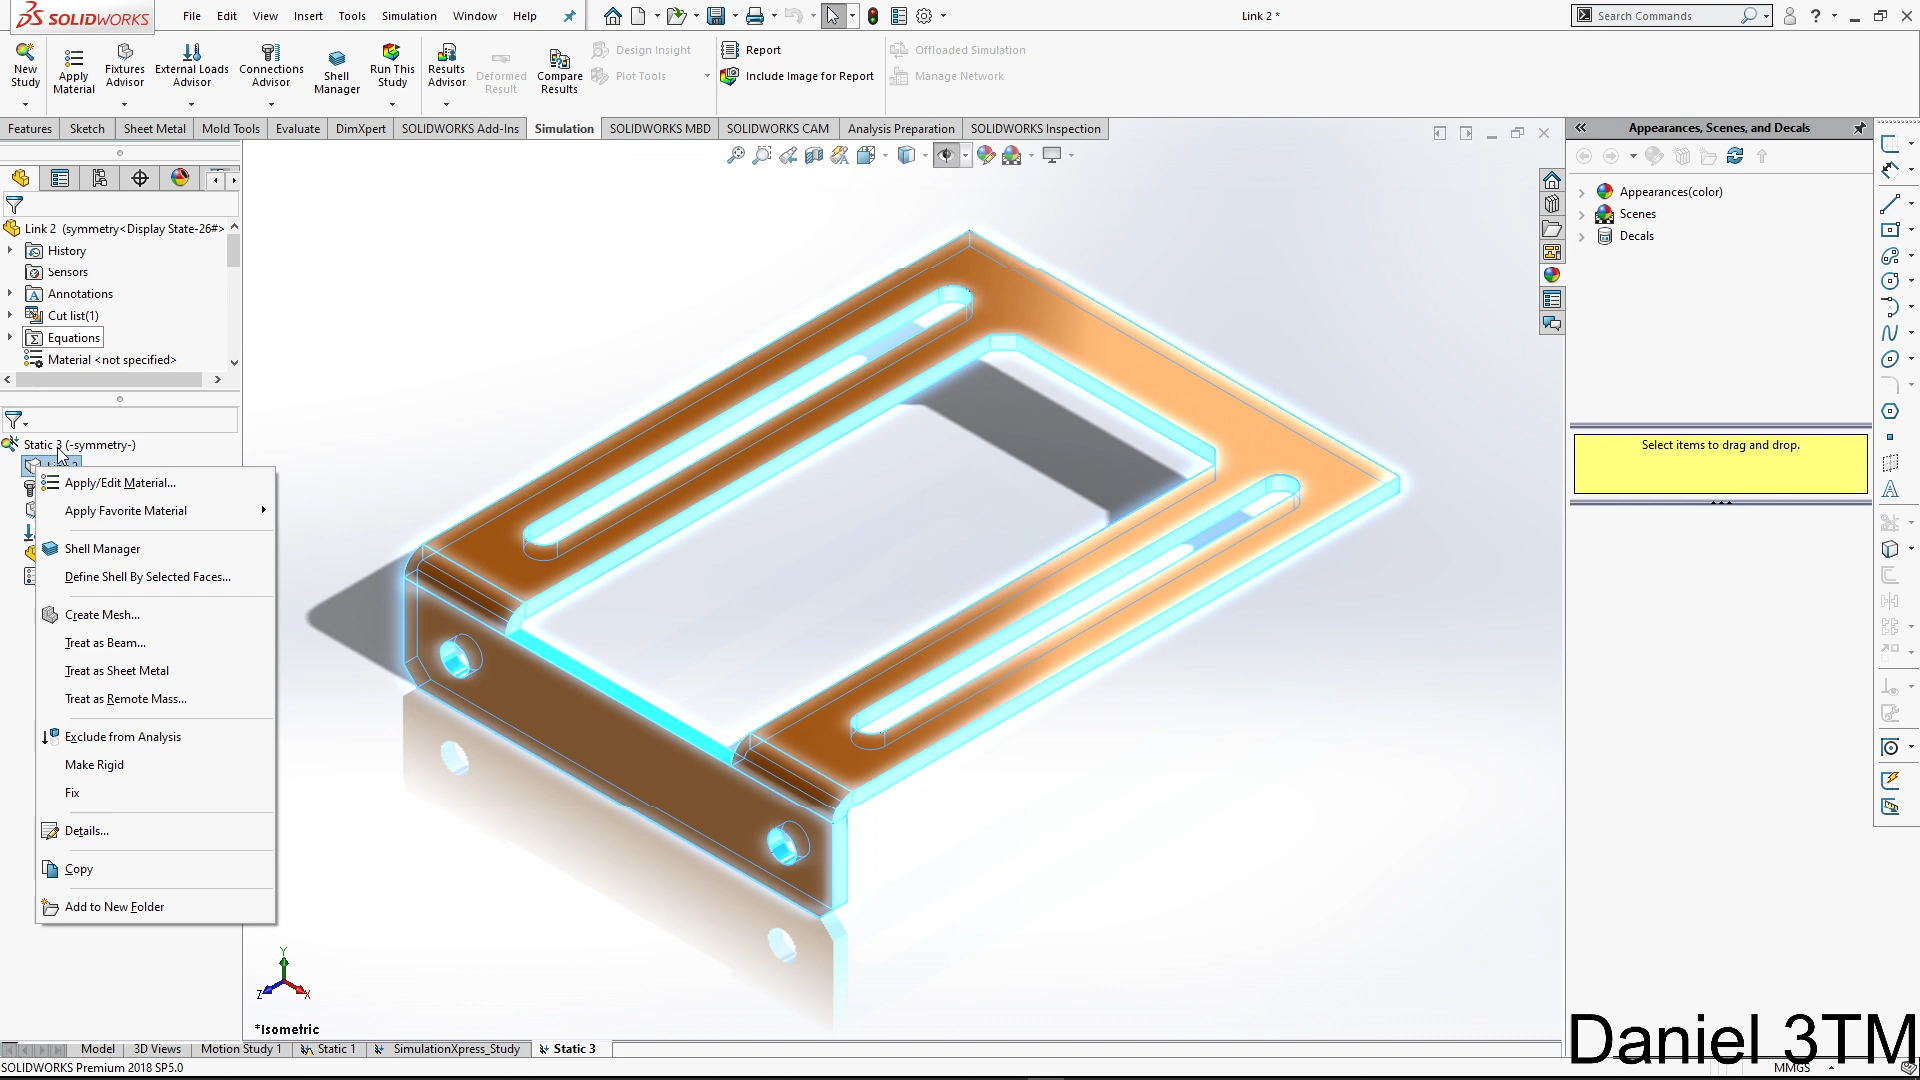 SOLIDWORKS
File Edit View Insert Tools Simulation Window Help
Link 2 *
Search Commands
New Study
Apply Material
Fixtures Advisor
External Loads Advisor
Connections Advisor
Shell Manager
Run This Study
Results Advisor
Deformed Result
Compare Results
Design Insight
Plot Tools
Report
Include Image for Report
Offloaded Simulation
Manage Network
Features Sketch Sheet Metal Mold Tools Evaluate DimXpert SOLIDWORKS Add-Ins Simulation SOLIDWORKS MBD SOLIDWORKS CAM Analysis Preparation SOLIDWORKS Inspection
Link 2 (symmetry<Display State-26#>
History
Sensors
Annotations
Cut list(1)
Equations
Material <not specified>
Static 3 (-symmetry-)
Apply/Edit Material...
Apply Favorite Material
Shell Manager
Define Shell By Selected Faces...
Create Mesh...
Treat as Beam...
Treat as Sheet Metal
Treat as Remote Mass...
Exclude from Analysis
Make Rigid
Fix
Details...
Copy
Add to New Folder
Y
Z
X
*Isometric
Appearances, Scenes, and Decals
Appearances(color)
Scenes
Decals
Select items to drag and drop.
Model 3D Views Motion Study 1 Static 1 SimulationXpress_Study Static 3
SOLIDWORKS Premium 2018 SP5.0
MMGS
Daniel 3TM